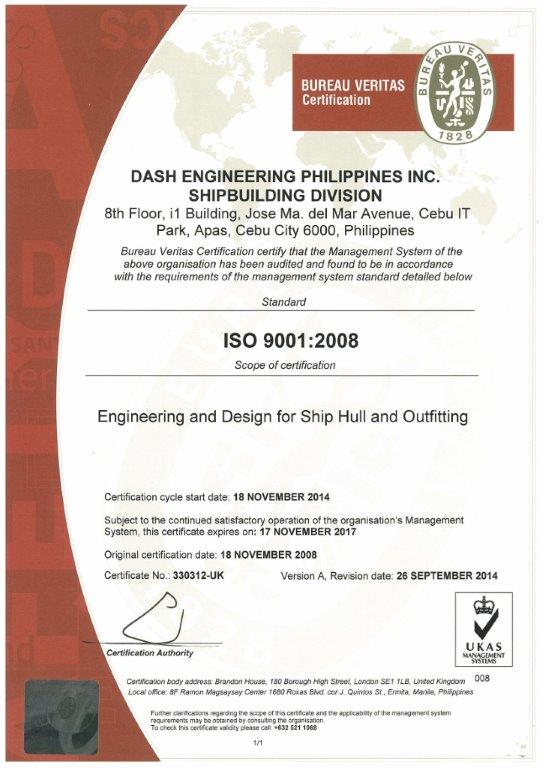 BUREAU VERITAS
Certification
BUREAU VERITAS
1828
DASH ENGINEERING PHILIPPINES INC.
SHIPBUILDING DIVISION
8th Floor, i1 Building, Jose Ma. del Mar Avenue, Cebu IT
Park, Apas, Cebu City 6000, Philippines
Bureau Veritas Certification certify that the Management System of the
above organisation has been audited and found to be in accordance
with the requirements of the management system standard detailed below
Standard
ISO 9001:2008
Scope of certification
Engineering and Design for Ship Hull and Outfitting
Certification cycle start date: 18 NOVEMBER 2014
Subject to the continued satisfactory operation of the organisation's Management
System, this certificate expires on: 17 NOVEMBER 2017
Original certification date: 18 NOVEMBER 2008
Certificate No.: 330312-UK Version A, Revision date: 26 SEPTEMBER 2014
Certification Authority
UKAS
MANAGEMENT
SYSTEMS
008
Certification body address: Brandon House, 180 Borough High Street, London SE1 1LB, United Kingdom
Local office: 8F Ramon Magsaysay Center 1680 Roxas Blvd. cor J. Quintos St., Ermita, Manila, Philippines
Further clarifications regarding the scope of this certificate and the applicability of the management system
requirements may be obtained by consulting the organisation.
To check this certificate validity please call: +632 521 1068
1/1